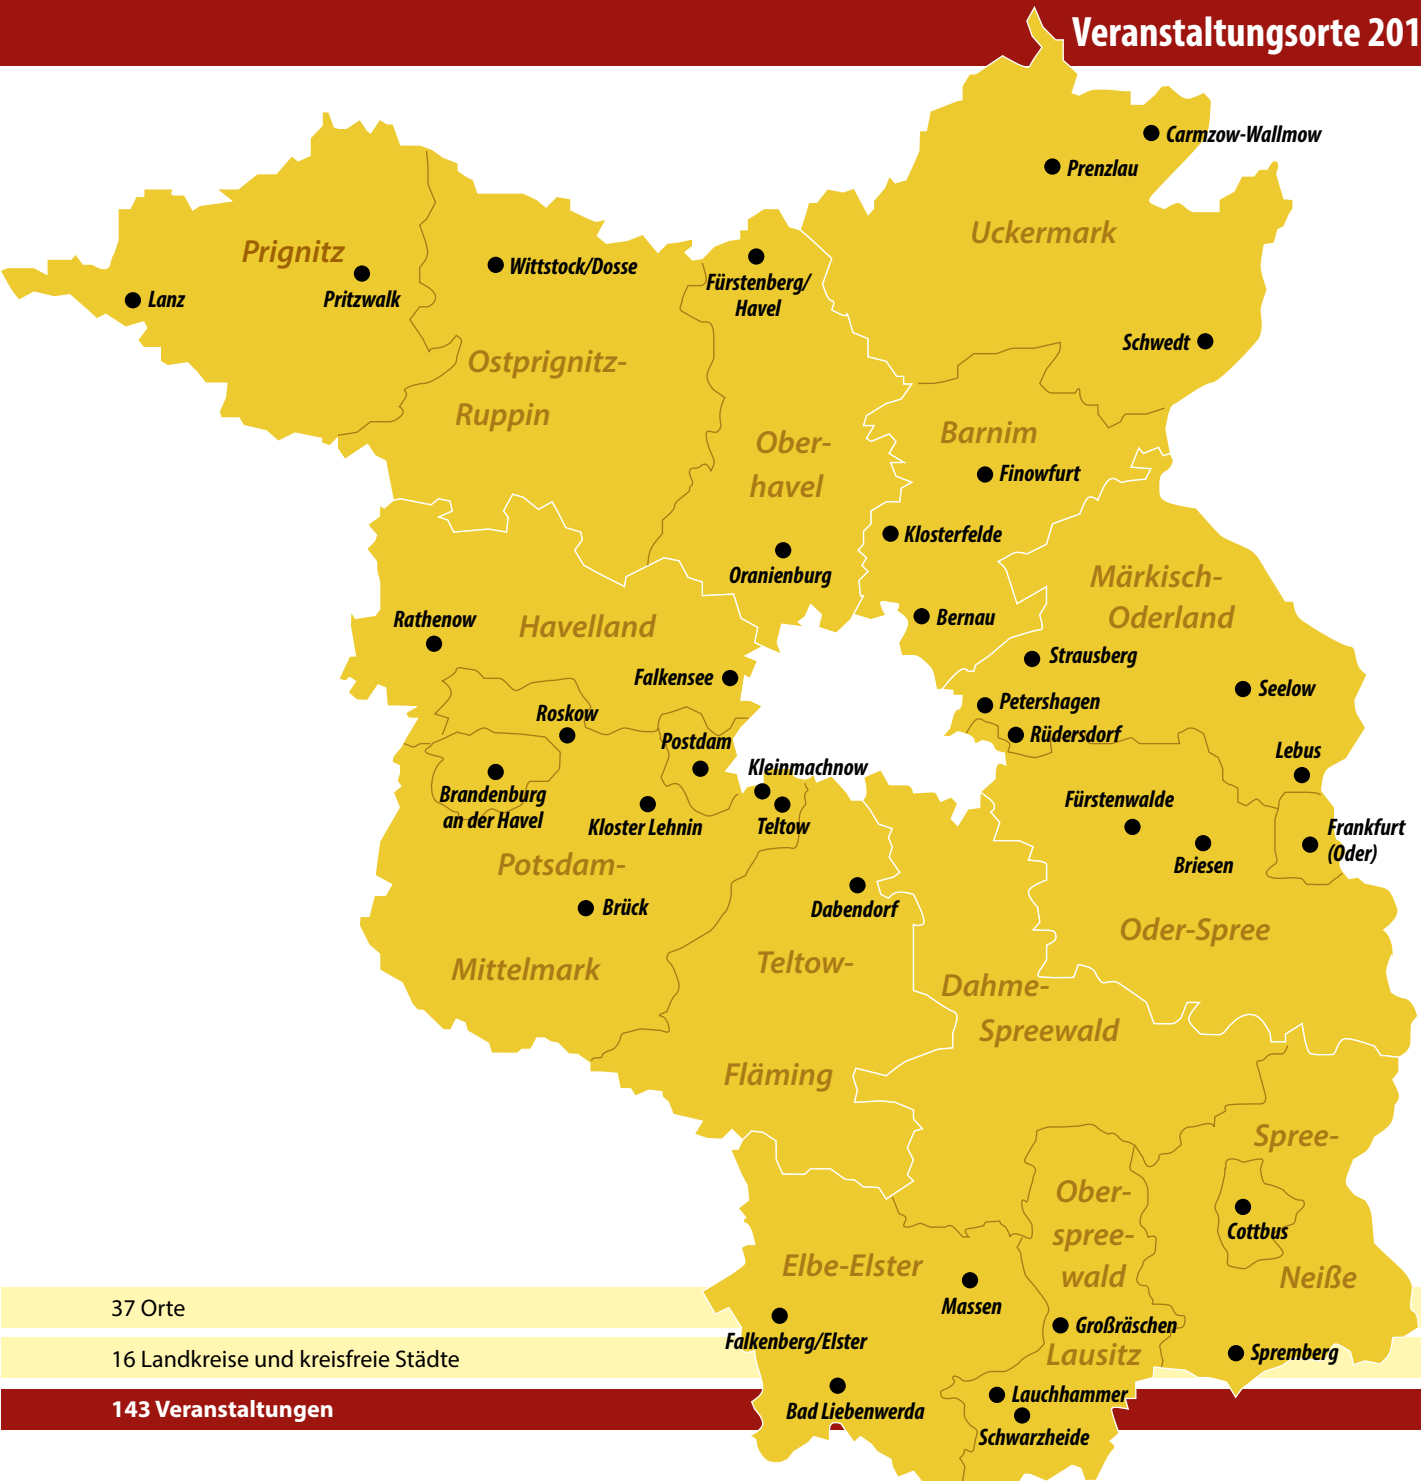 Veranstaltungsorte 201
Carmzow-Wallmow
Prenzlau
Uckermark
Prignitz
Wittstock/Dosse
Fürstenberg/
Havel
Lanz
Pritzwalk
Schwedt
Ostprignitz-
Ruppin
Ober-
havel
Barnim
Finowfurt
Klosterfelde
Oranienburg
Märkisch-
Oderland
Bernau
Rathenow
Havelland
Strausberg
Falkensee
Seelow
Petershagen
Roskow
Rüdersdorf
Postdam
Lebus
Kleinmachnow
Brandenburg
an der Havel
Fürstenwalde
Kloster Lehnin
Teltow
Frankfurt
(Oder)
Briesen
Potsdam-
Mittelmark
Brück
Dabendorf
Oder-Spree
Teltow-
Fläming
Dahme-
Spreewald
Spree-
Neiße
Ober-
spree-
wald
Lausitz
Cottbus
Elbe-Elster
Massen
Großräschen
Falkenberg/Elster
Spremberg
Lauchhammer
Bad Liebenwerda
Schwarzheide
37 Orte
16 Landkreise und kreisfreie Städte
143 Veranstaltungen